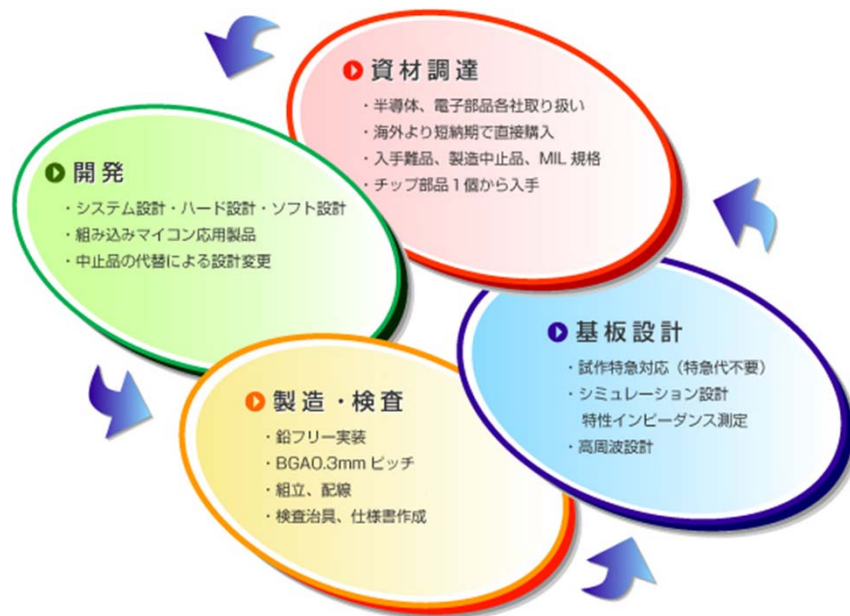 資材調達
・半導体、電子部品各社取り扱い
・海外より短納期で直接購入
・入手難品、製造中止品、MIL 規格
・チップ部品1個から入手
開発
・システム設計・ハード設計・ソフト設計
・組み込みマイコン応用製品
・中止品の代替による設計変更
基板設計
・試作特急対応（特急代不要）
・シミュレーション設計
特性インピーダンス測定
・高周波設計
製造・検査
・鉛フリー実装
・BGA0.3mm ピッチ
・組立、配線
・検査治具、仕様書作成